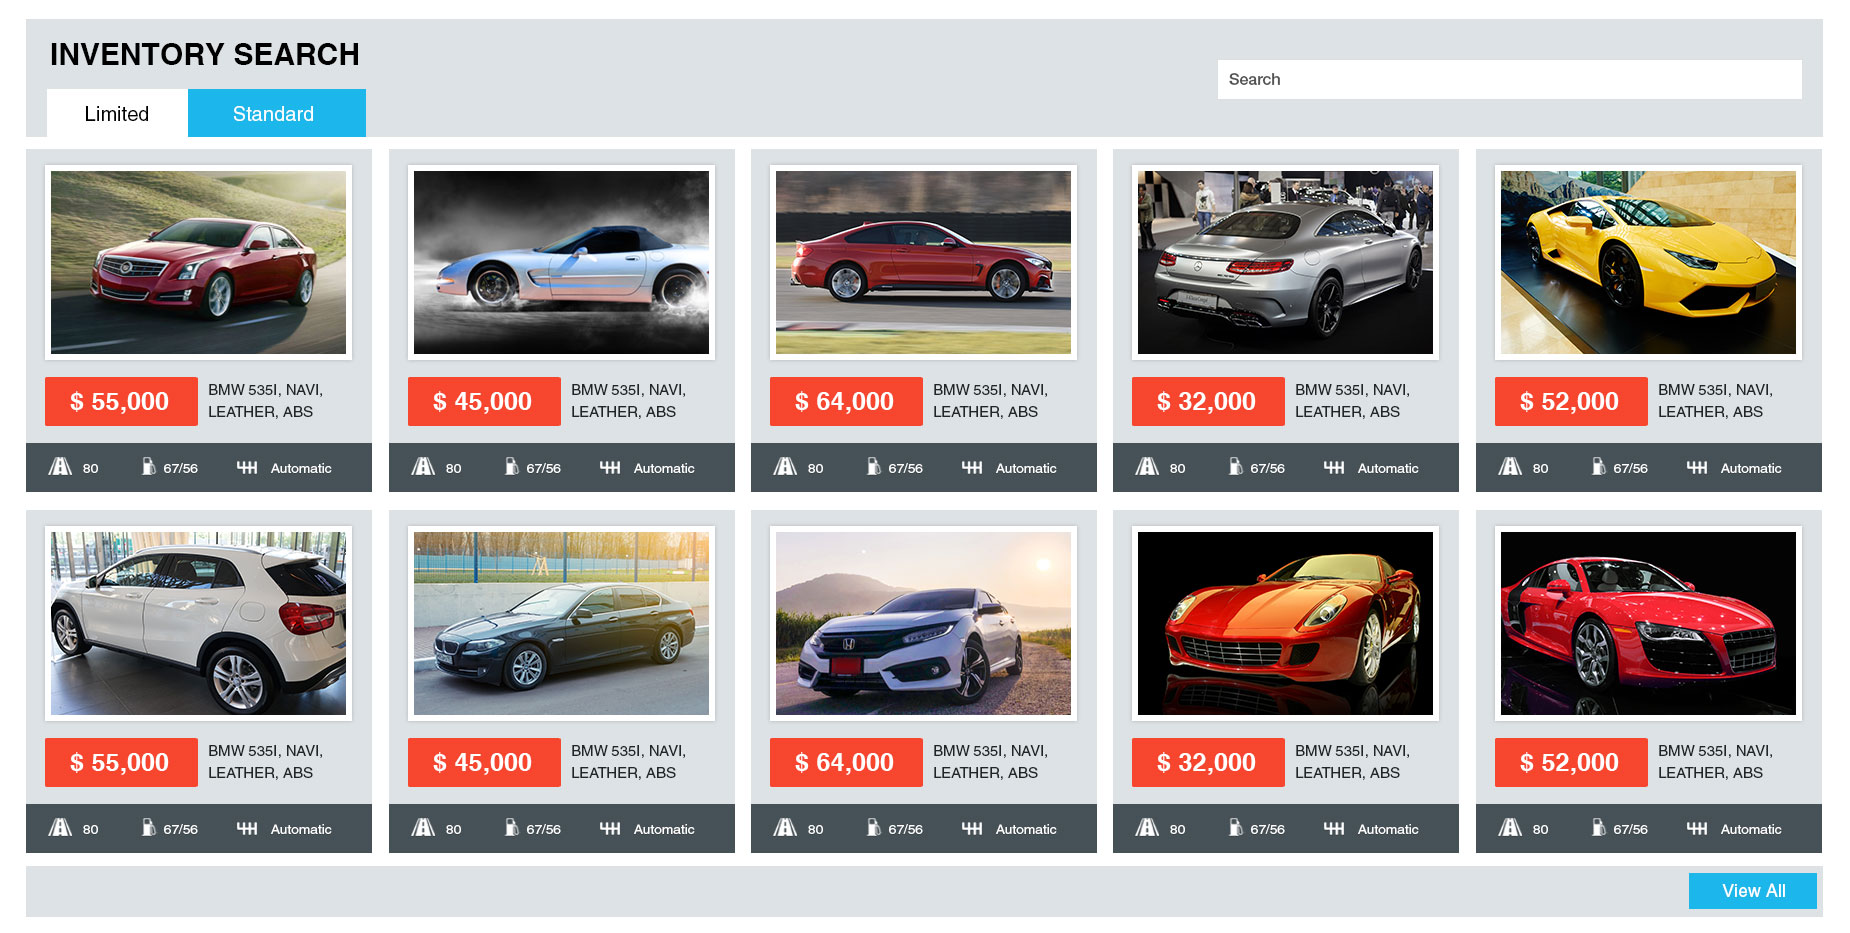 INVENTORY SEARCH
Search
Limited
Standard
$ 55,000
BMW 535I, NAVI,
LEATHER, ABS
80
67/56
Automatic
$ 45,000
BMW 535I, NAVI,
LEATHER, ABS
80
67/56
Automatic
$ 64,000
BMW 535I, NAVI,
LEATHER, ABS
80
67/56
Automatic
$ 32,000
BMW 535I, NAVI,
LEATHER, ABS
80
67/56
Automatic
$ 52,000
BMW 535I, NAVI,
LEATHER, ABS
80
67/56
Automatic
$ 55,000
BMW 535I, NAVI,
LEATHER, ABS
80
67/56
Automatic
$ 45,000
BMW 535I, NAVI,
LEATHER, ABS
80
67/56
Automatic
$ 64,000
BMW 535I, NAVI,
LEATHER, ABS
80
67/56
Automatic
$ 32,000
BMW 535I, NAVI,
LEATHER, ABS
80
67/56
Automatic
$ 52,000
BMW 535I, NAVI,
LEATHER, ABS
80
67/56
Automatic
View All